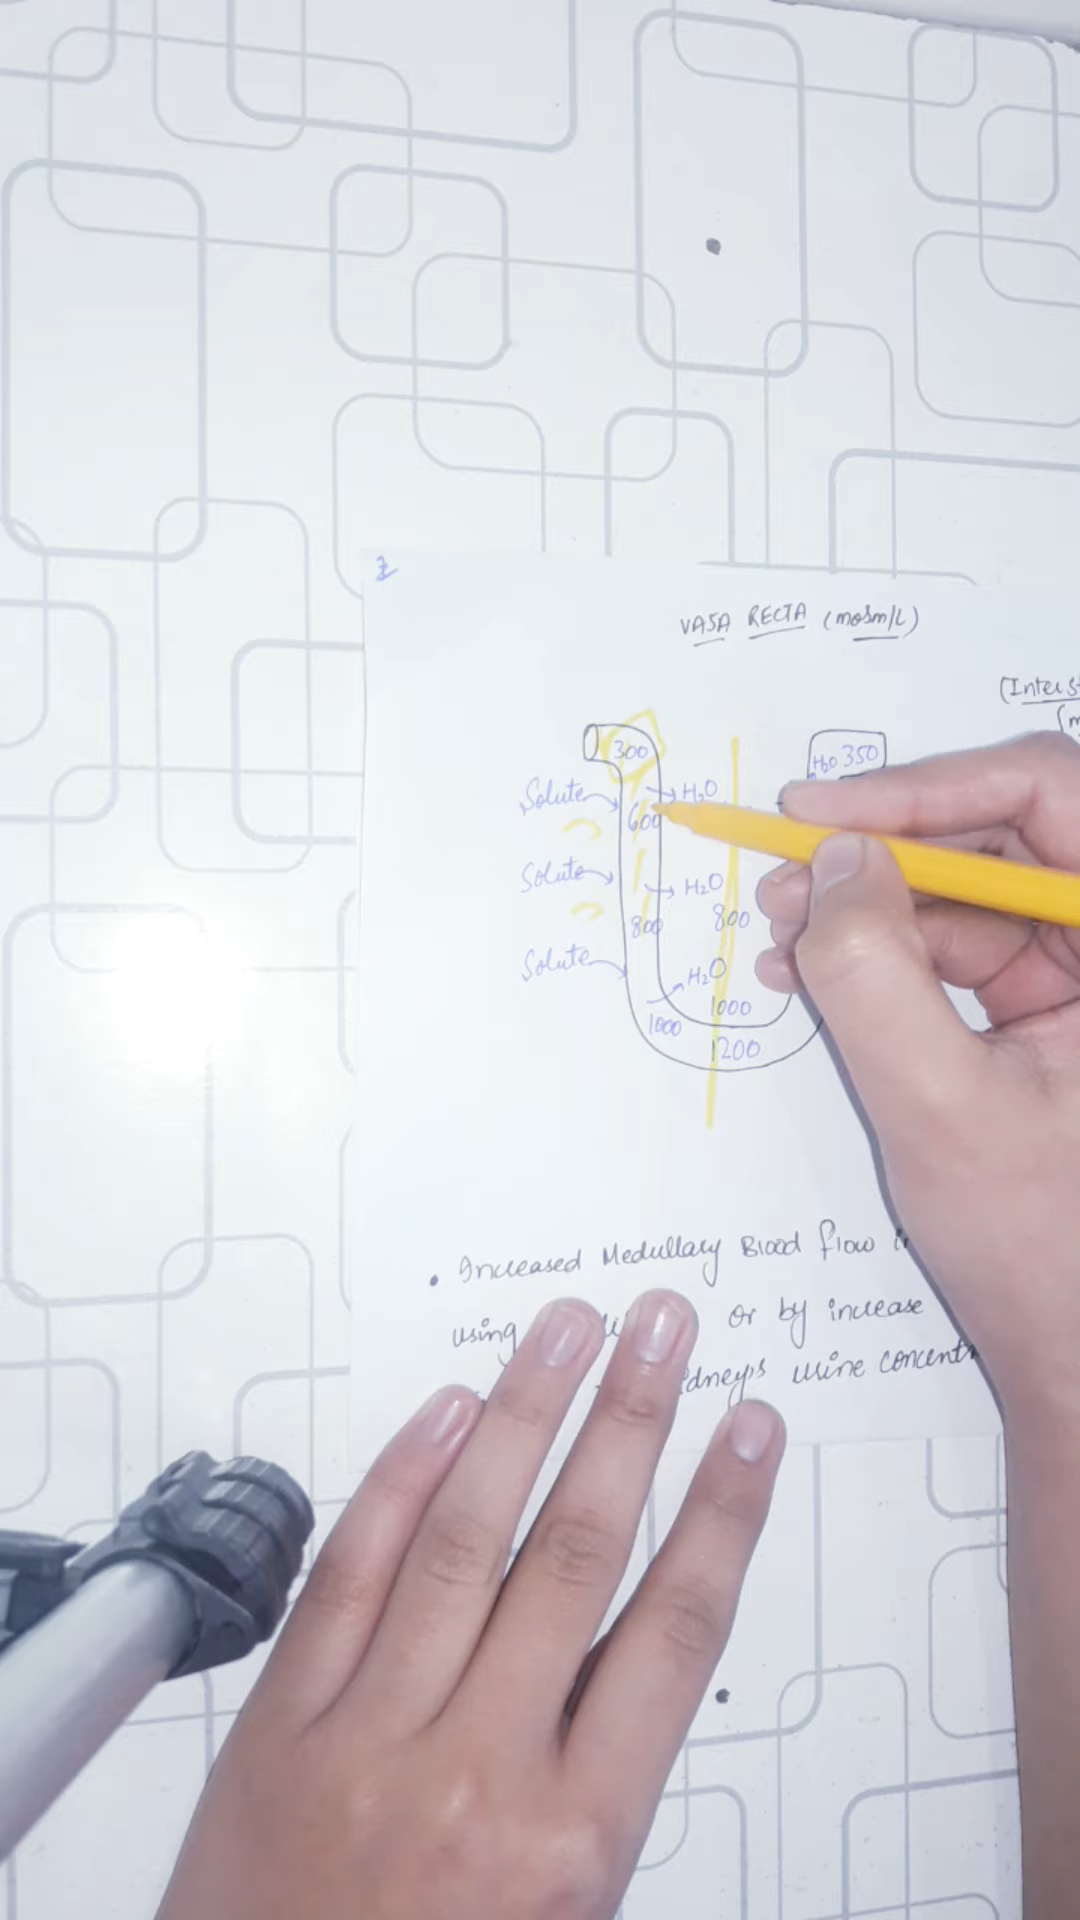 VASA RECTA (mosm/L)
(Inters
(m
300
H₂O 350
Solute
H₂O
600
Solute
H₂O
800
800
Solute
H₂O
1000
1000
1200
• Increased Medullary Blood flow
using or by increase
urine concent